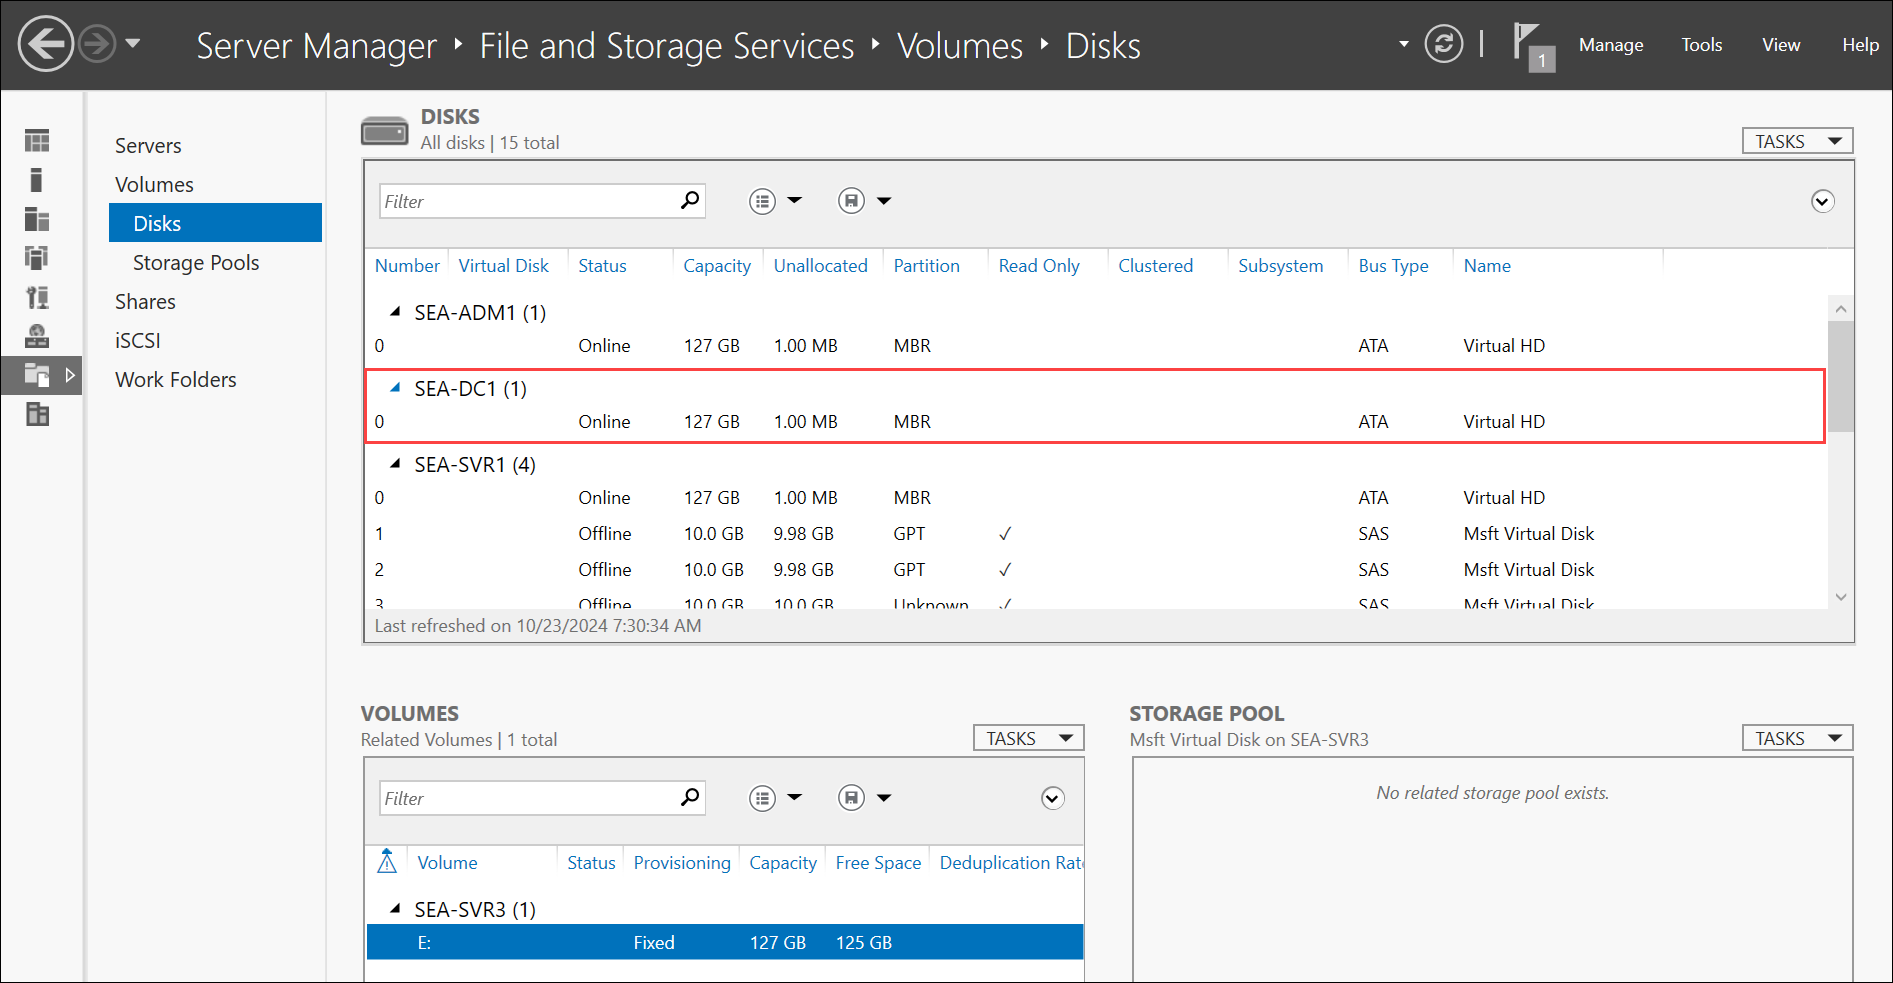 Server Manager ‣ File and Storage Services ‣ Volumes ‣ Disks
1
Manage Tools View Help
Servers
Volumes
Disks
Storage Pools
Shares
iSCSI
Work Folders
DISKS
All disks | 15 total
TASKS
Filter
Number Virtual Disk Status Capacity Unallocated Partition Read Only Clustered Subsystem Bus Type Name
SEA-ADM1 (1)
0 Online 127 GB 1.00 MB MBR ATA Virtual HD
SEA-DC1 (1)
0 Online 127 GB 1.00 MB MBR ATA Virtual HD
SEA-SVR1 (4)
0 Online 127 GB 1.00 MB MBR ATA Virtual HD
1 Offline 10.0 GB 9.98 GB GPT ✓ SAS Msft Virtual Disk
2 Offline 10.0 GB 9.98 GB GPT ✓ SAS Msft Virtual Disk
3 Offline 10.0 GB 10.0 GB Unknown ✓ SAS Msft Virtual Disk
Last refreshed on 10/23/2024 7:30:34 AM
VOLUMES
Related Volumes | 1 total
TASKS
Filter
Volume Status Provisioning Capacity Free Space Deduplication Rate
SEA-SVR3 (1)
E: Fixed 127 GB 125 GB
STORAGE POOL
Msft Virtual Disk on SEA-SVR3
TASKS
No related storage pool exists.